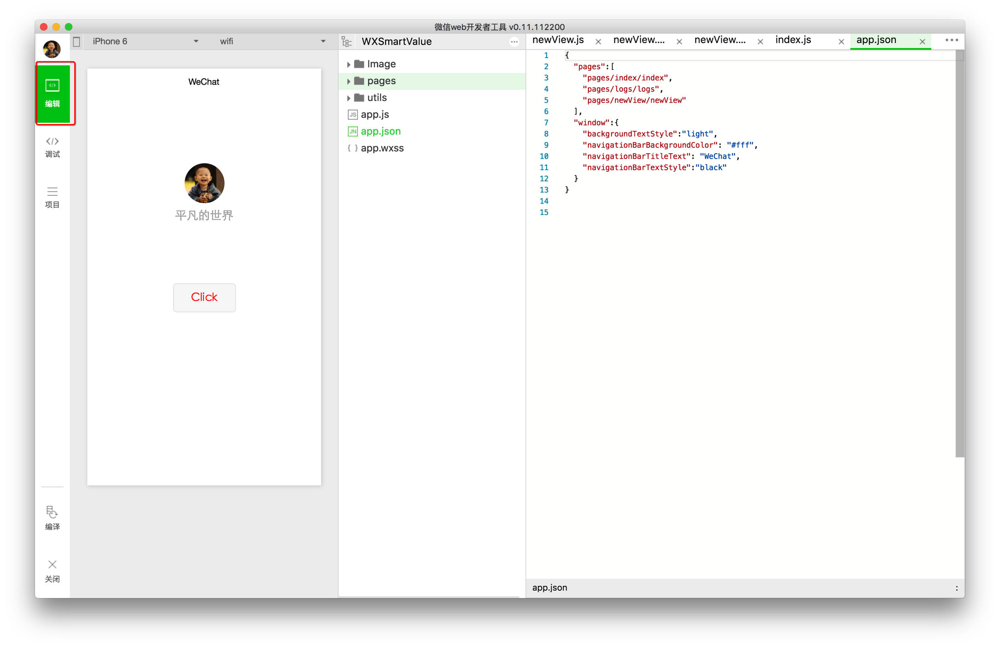 微信web开发者工具 v0.11.112200
iPhone 6
wifi
WXSmartValue
newView.js
newView....
newView....
index.js
app.json
编辑
调试
项目
编译
关闭
WeChat
平凡的世界
Click
Image
pages
utils
JS app.js
JN app.json
{ } app.wxss
1 {
2 "pages":[
3 "pages/index/index",
4 "pages/logs/logs",
5 "pages/newView/newView"
6 ],
7 "window":{
8 "backgroundTextStyle":"light",
9 "navigationBarBackgroundColor": "#fff",
10 "navigationBarTitleText": "WeChat",
11 "navigationBarTextStyle":"black"
12 }
13 }
14
15
app.json
: